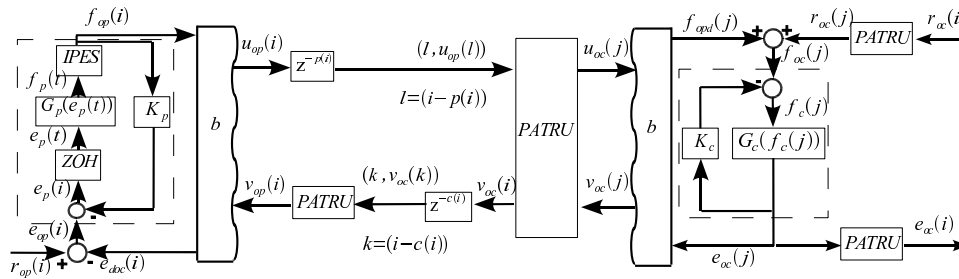 f_op(i)
IPES
f_p(t)
G_p(e_p(t))
K_p
e_p(t)
ZOH
e_p(i)
-
e_op(i)
r_op(i)
+
-
e_doc(i)
b
u_op(i)
z^-p(i)
(l,u_op(l))
l=(i-p(i))
v_op(i)
PATRU
(k,v_oc(k))
z^-c(i)
k=(i-c(i))
v_oc(i)
PATRU
u_oc(j)
v_oc(j)
b
f_opd(j)
+
+
r_oc(j)
PATRU
r_oc(i)
f_oc(j)
-
f_c(j)
K_c
G_c(f_c(j))
e_oc(j)
PATRU
e_oc(i)